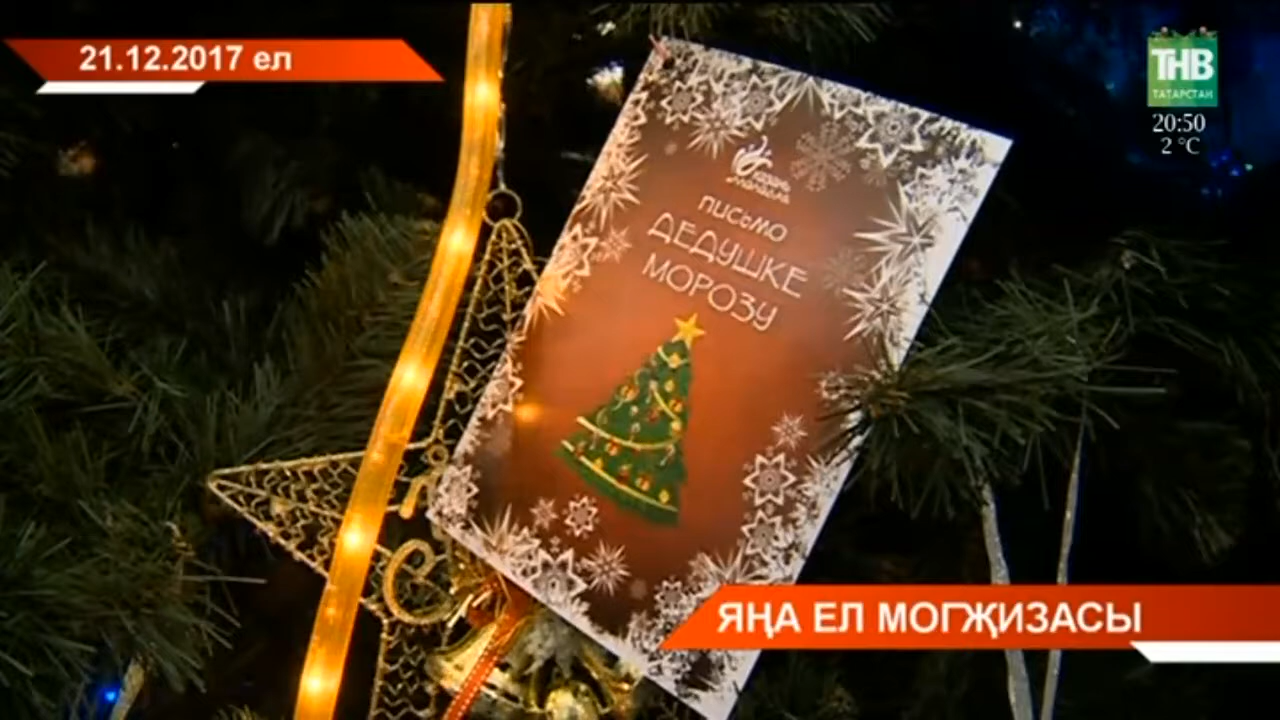 21.12.2017 ел
ТНВ
ТАТАРСТАН
20:50
2 °C
письмо
ДЕДУШКЕ
МОРОЗУ
ЯҢА ЕЛ МОГҖИЗАСЫ